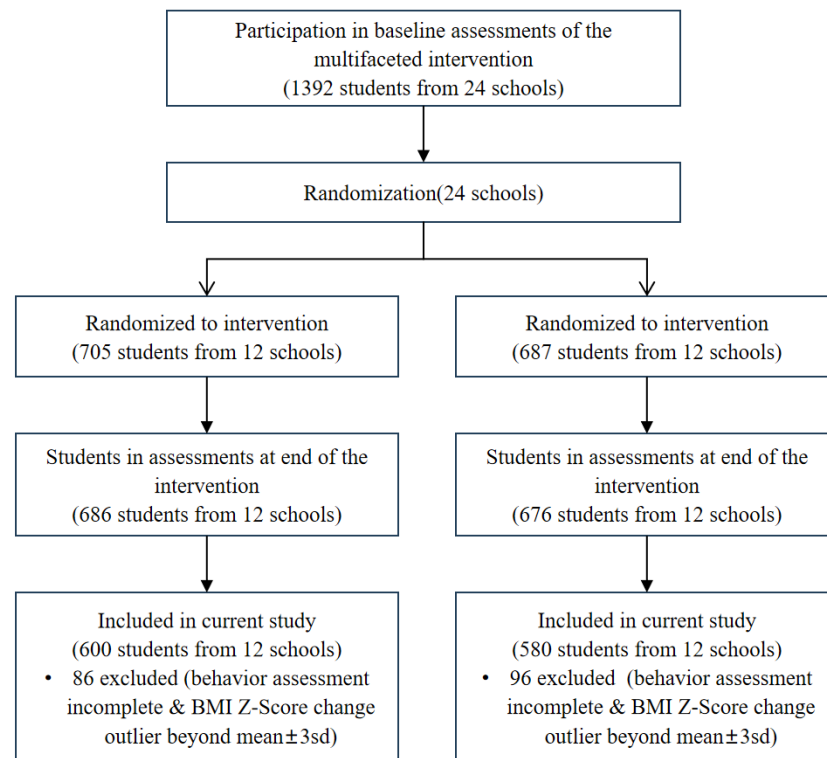 Participation in baseline assessments of the
multifaceted intervention
(1392 students from 24 schools)
Randomization(24 schools)
Randomized to intervention
(705 students from 12 schools)
Randomized to intervention
(687 students from 12 schools)
Students in assessments at end of the
intervention
(686 students from 12 schools)
Students in assessments at end of the
intervention
(676 students from 12 schools)
Included in current study
(600 students from 12 schools)
• 86 excluded (behavior assessment
incomplete & BMI Z-Score change
outlier beyond mean±3sd)
Included in current study
(580 students from 12 schools)
• 96 excluded (behavior assessment
incomplete & BMI Z-Score change
outlier beyond mean±3sd)